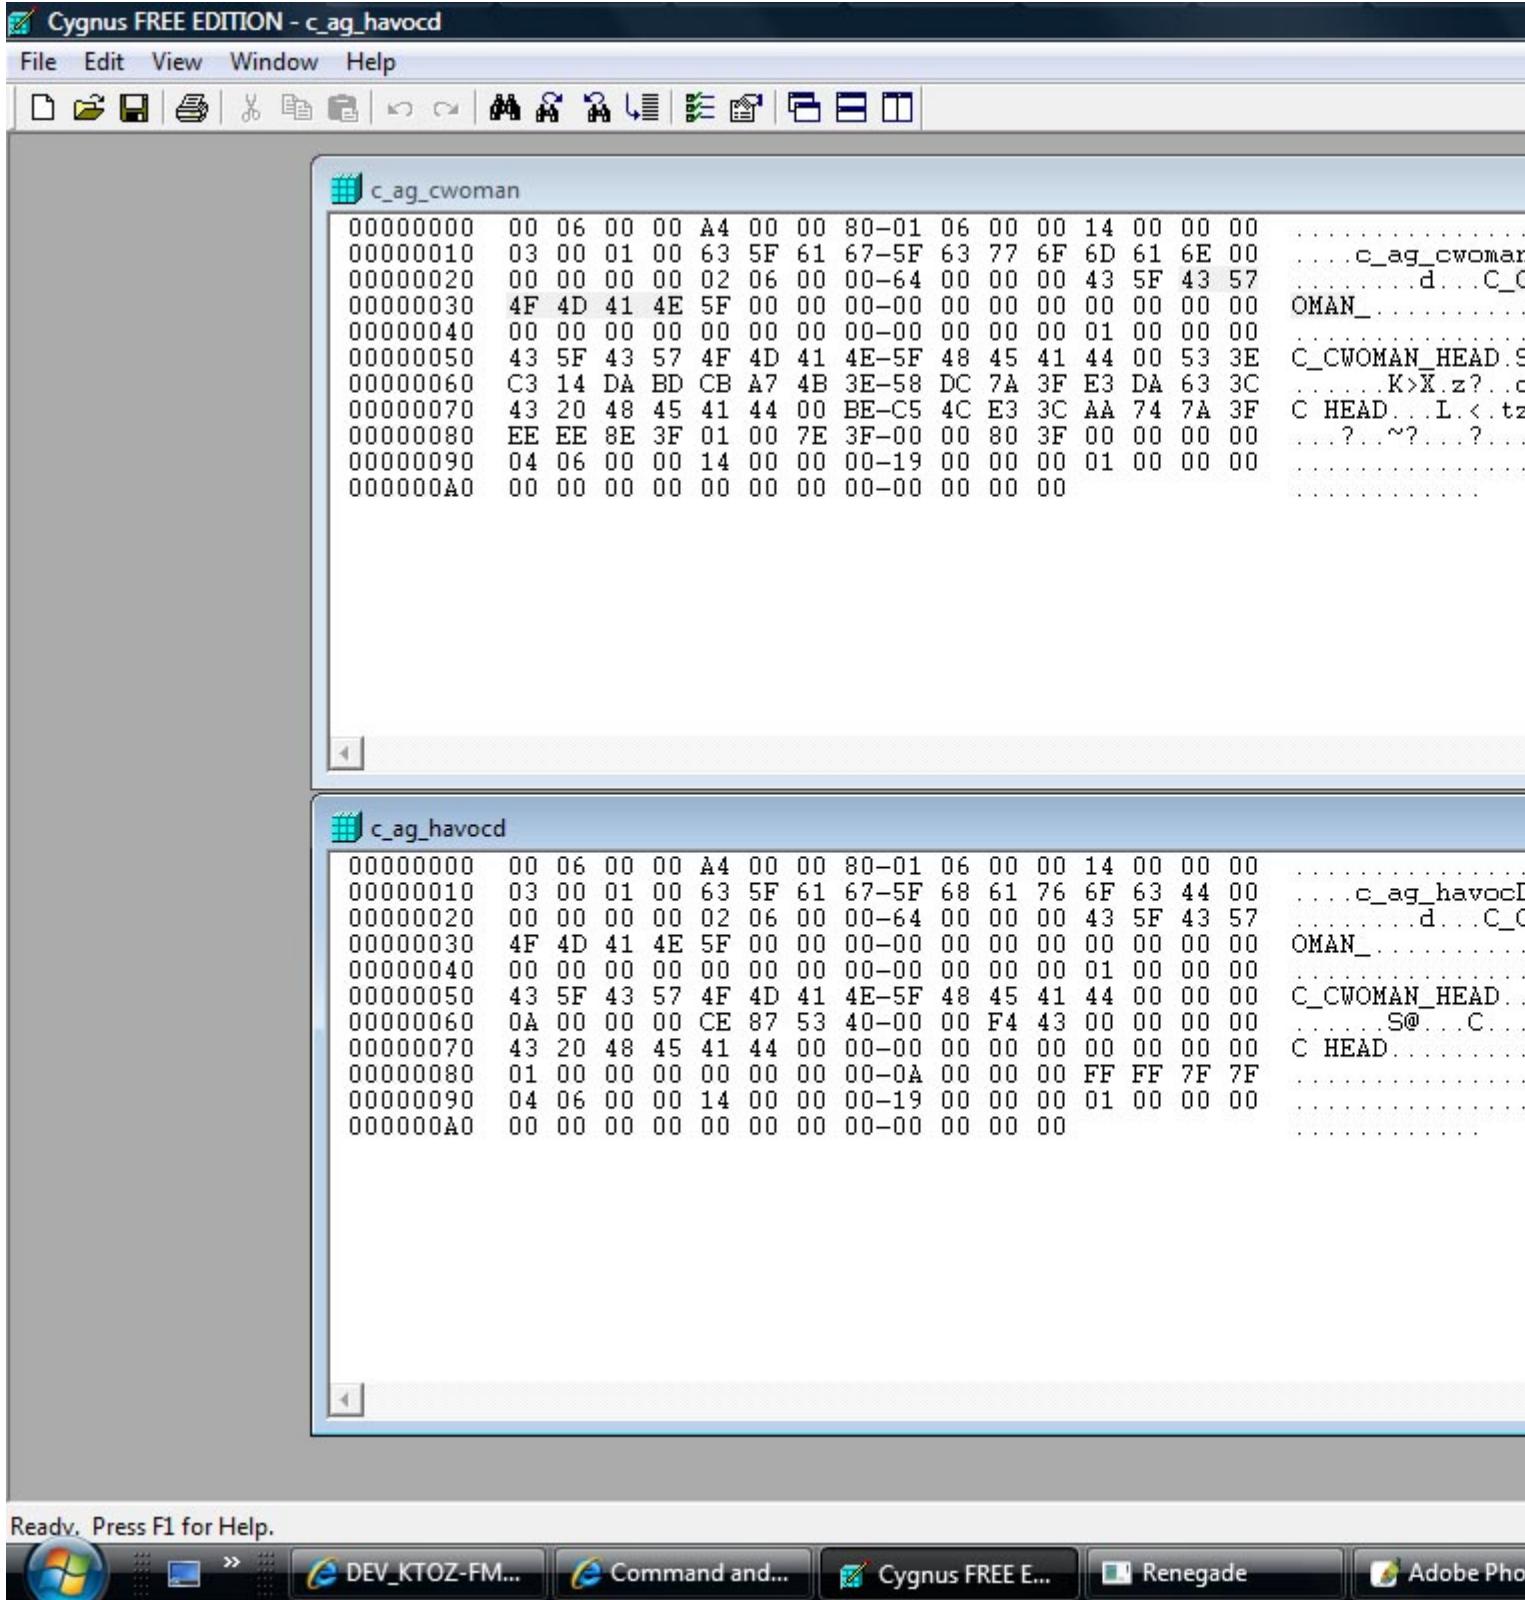 Cygnus FREE EDITION - c_ag_havocd
File Edit View Window Help
c_ag_cwoman
00000000 00 06 00 00 A4 00 00 80-01 06 00 00 14 00 00 00 ................
00000010 03 00 01 00 63 5F 61 67-5F 63 77 6F 6D 61 6E 00 ....c_ag_cwoman
00000020 00 00 00 00 02 06 00 00-64 00 00 00 43 5F 43 57 ........d...C_C
00000030 4F 4D 41 4E 5F 00 00 00-00 00 00 00 00 00 00 00 OMAN_..........
00000040 00 00 00 00 00 00 00 00-00 00 00 00 01 00 00 00 ...............
00000050 43 5F 43 57 4F 4D 41 4E-5F 48 45 41 44 00 53 3E C_CWOMAN_HEAD.S
00000060 C3 14 DA BD CB A7 4B 3E-58 DC 7A 3F E3 DA 63 3C ......K>X.z?..c
00000070 43 20 48 45 41 44 00 BE-C5 4C E3 3C AA 74 7A 3F C HEAD...L.<.tz
00000080 EE EE 8E 3F 01 00 7E 3F-00 00 80 3F 00 00 00 00 ...?..~?...?...
00000090 04 06 00 00 14 00 00 00-19 00 00 00 01 00 00 00 ...............
000000A0 00 00 00 00 00 00 00 00-00 00 00 00 ............
c_ag_havocd
00000000 00 06 00 00 A4 00 00 80-01 06 00 00 14 00 00 00 ................
00000010 03 00 01 00 63 5F 61 67-5F 68 61 76 6F 63 44 00 ....c_ag_havocD
00000020 00 00 00 00 02 06 00 00-64 00 00 00 43 5F 43 57 ........d...C_C
00000030 4F 4D 41 4E 5F 00 00 00-00 00 00 00 00 00 00 00 OMAN_..........
00000040 00 00 00 00 00 00 00 00-00 00 00 00 01 00 00 00 ...............
00000050 43 5F 43 57 4F 4D 41 4E-5F 48 45 41 44 00 00 00 C_CWOMAN_HEAD..
00000060 0A 00 00 00 CE 87 53 40-00 00 F4 43 00 00 00 00 ......S@...C...
00000070 43 20 48 45 41 44 00 00-00 00 00 00 00 00 00 00 C HEAD.........
00000080 01 00 00 00 00 00 00 00-0A 00 00 00 FF FF 7F 7F ...............
00000090 04 06 00 00 14 00 00 00-19 00 00 00 01 00 00 00 ...............
000000A0 00 00 00 00 00 00 00 00-00 00 00 00 ............
Ready. Press F1 for Help.
» DEV_KTOZ-FM... Command and... Cygnus FREE E... Renegade Adobe Pho